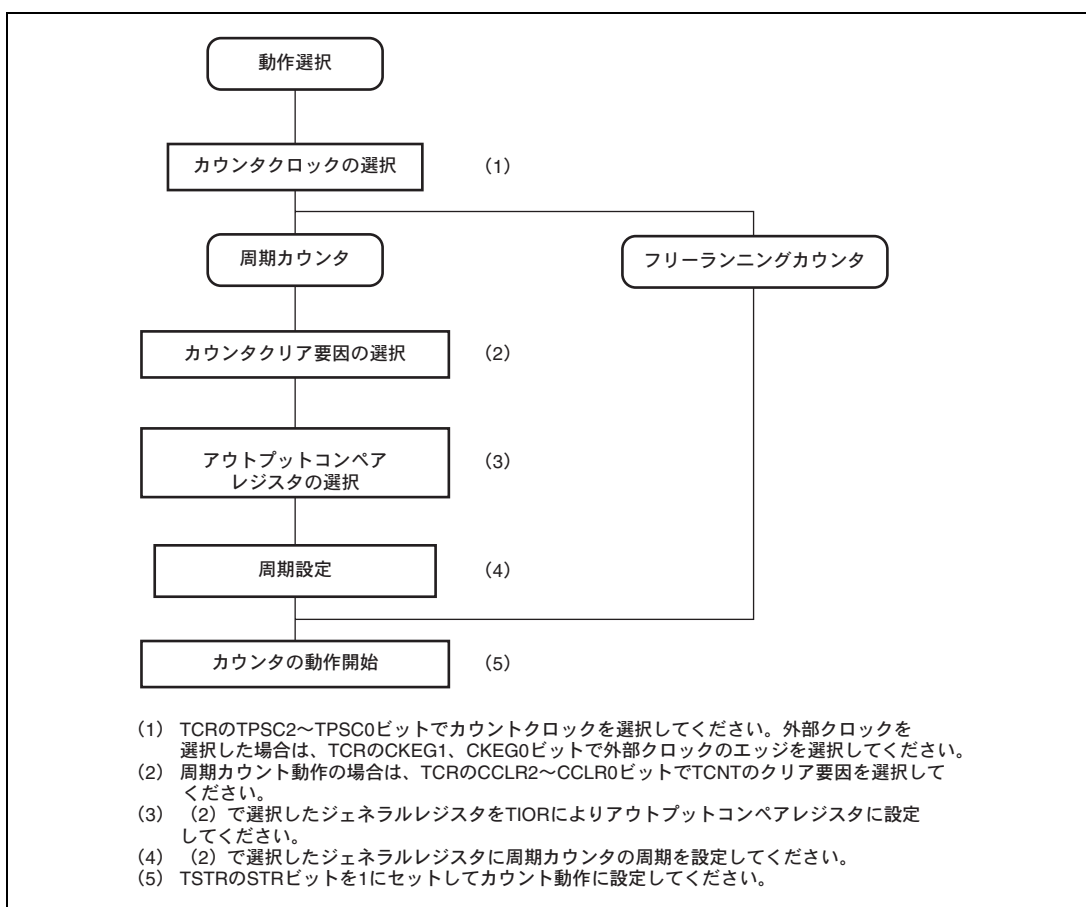 動作選択
カウンタクロックの選択 （1）
周期カウンタ
フリーランニングカウンタ
カウンタクリア要因の選択 （2）
アウトプットコンペア
レジスタの選択
（3）
周期設定 （4）
カウンタの動作開始 （5）
（1） TCRのTPSC2～TPSC0ビットでカウントクロックを選択してください。外部クロックを
選択した場合は、TCRのCKEG1、CKEG0ビットで外部クロックのエッジを選択してください。
（2） 周期カウント動作の場合は、TCRのCCLR2～CCLR0ビットでTCNTのクリア要因を選択して
ください。
（3） （2）で選択したジェネラルレジスタをTIORによりアウトプットコンペアレジスタに設定
してください。
（4） （2）で選択したジェネラルレジスタに周期カウンタの周期を設定してください。
（5） TSTRのSTRビットを1にセットしてカウント動作に設定してください。